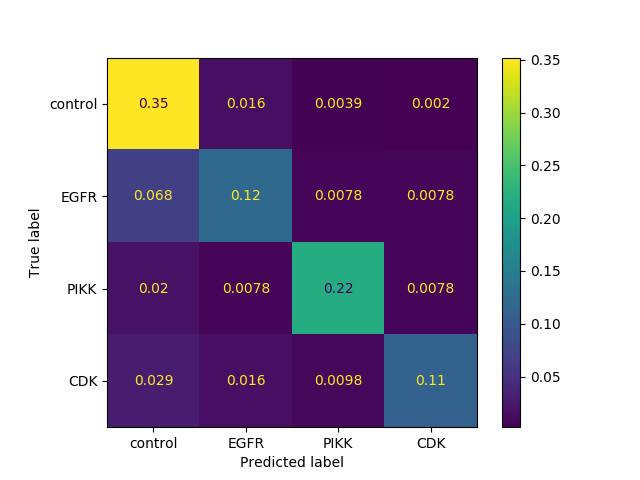 control 0.35 0.016 0.0039 0.002
EGFR 0.068 0.12 0.0078 0.0078
PIKK 0.02 0.0078 0.22 0.0078
CDK 0.029 0.016 0.0098 0.11
control EGFR PIKK CDK
Predicted label
True label
0.35
0.30
0.25
0.20
0.15
0.10
0.05